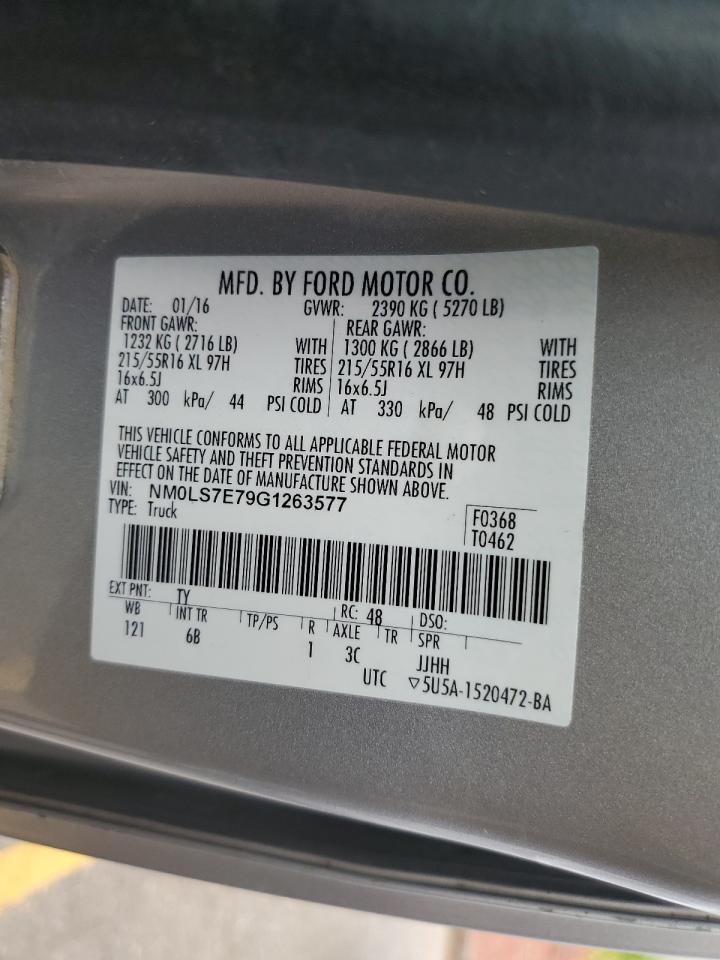 MFD. BY FORD MOTOR CO.
DATE: 01/16 GVWR: 2390 KG ( 5270 LB)
FRONT GAWR: REAR GAWR:
1232 KG ( 2716 LB) WITH 1300 KG ( 2866 LB) WITH
215/55R16 XL 97H TIRES 215/55R16 XL 97H TIRES
16x6.5J RIMS 16x6.5J RIMS
AT 300 kPa/ 44 PSI COLD AT 330 kPa/ 48 PSI COLD
THIS VEHICLE CONFORMS TO ALL APPLICABLE FEDERAL MOTOR
VEHICLE SAFETY AND THEFT PREVENTION STANDARDS IN
EFFECT ON THE DATE OF MANUFACTURE SHOWN ABOVE.
VIN: NM0LS7E79G1263577
TYPE: Truck F0368
T0462
EXT PNT: TY RC: 48 DSO:
WB INT TR TP/PS R AXLE TR SPR
121 6B 1 3C JJHH
UTC ▽5U5A-1520472-BA